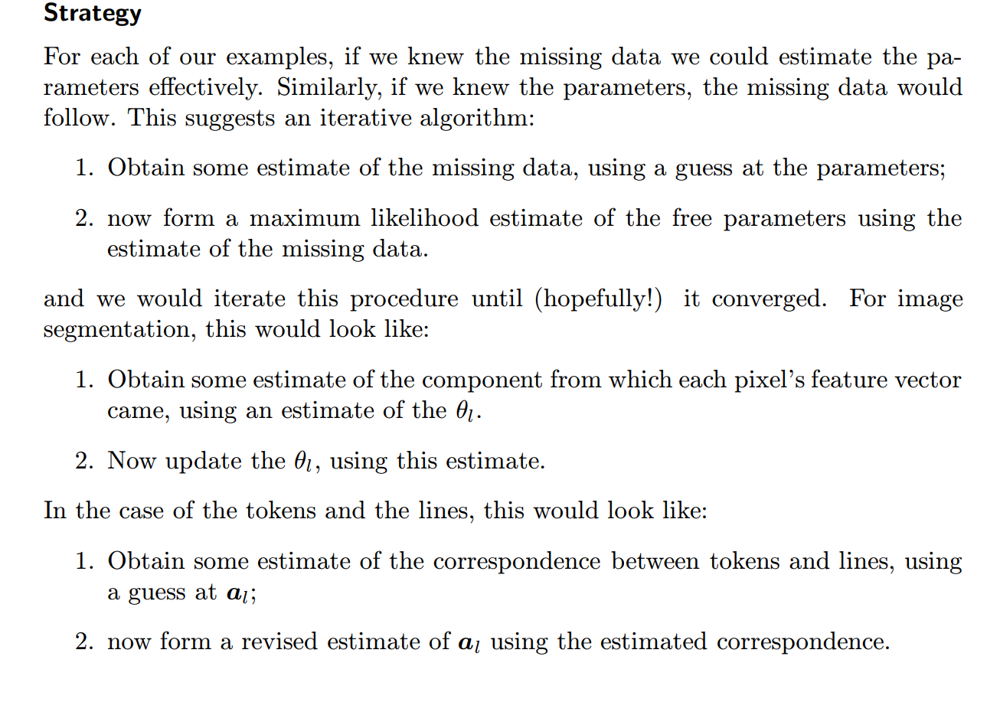 Strategy
For each of our examples, if we knew the missing data we could estimate the pa-
rameters effectively. Similarly, if we knew the parameters, the missing data would
follow. This suggests an iterative algorithm:
1. Obtain some estimate of the missing data, using a guess at the parameters;
2. now form a maximum likelihood estimate of the free parameters using the
estimate of the missing data.
and we would iterate this procedure until (hopefully!) it converged. For image
segmentation, this would look like:
1. Obtain some estimate of the component from which each pixel's feature vector
came, using an estimate of the θₗ.
2. Now update the θₗ, using this estimate.
In the case of the tokens and the lines, this would look like:
1. Obtain some estimate of the correspondence between tokens and lines, using
a guess at aₗ;
2. now form a revised estimate of aₗ using the estimated correspondence.